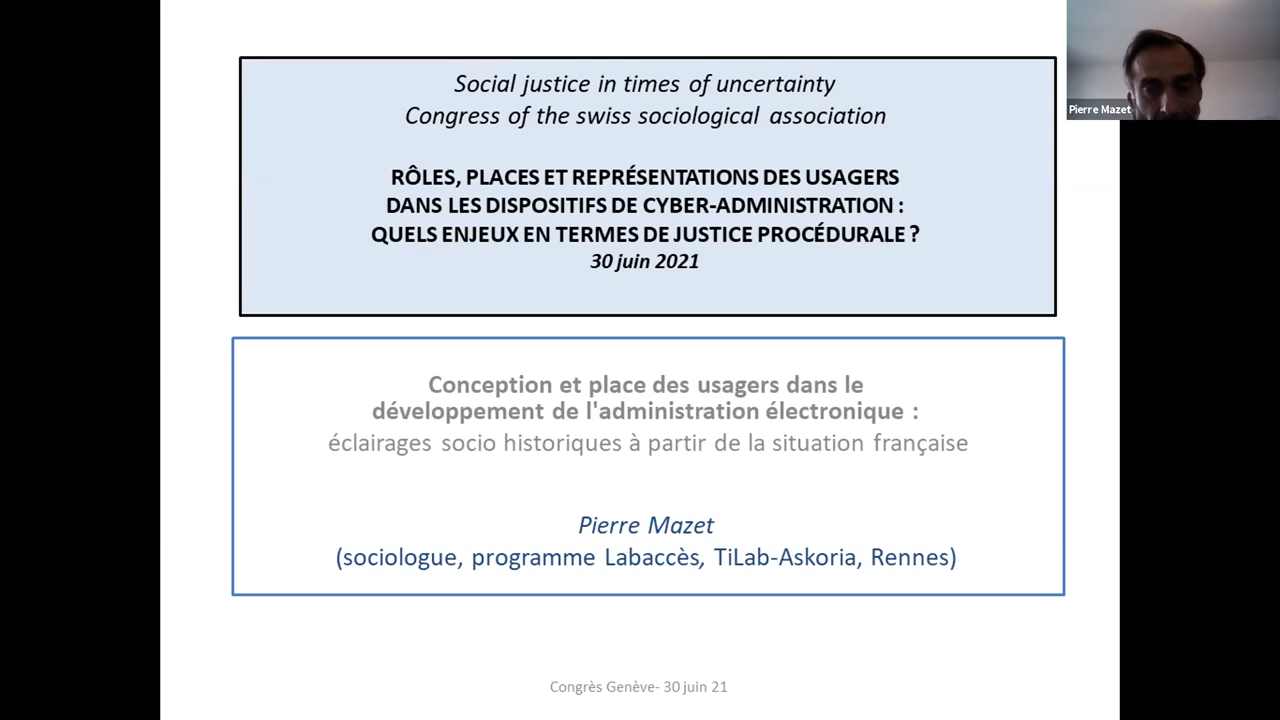 Social justice in times of uncertainty
Congress of the swiss sociological association
RÔLES, PLACES ET REPRÉSENTATIONS DES USAGERS
DANS LES DISPOSITIFS DE CYBER-ADMINISTRATION :
QUELS ENJEUX EN TERMES DE JUSTICE PROCÉDURALE ?
30 juin 2021
Pierre Mazet
Conception et place des usagers dans le
développement de l'administration électronique :
éclairages socio historiques à partir de la situation française
Pierre Mazet
(sociologue, programme Labaccès, TiLab-Askoria, Rennes)
Congrès Genève- 30 juin 21